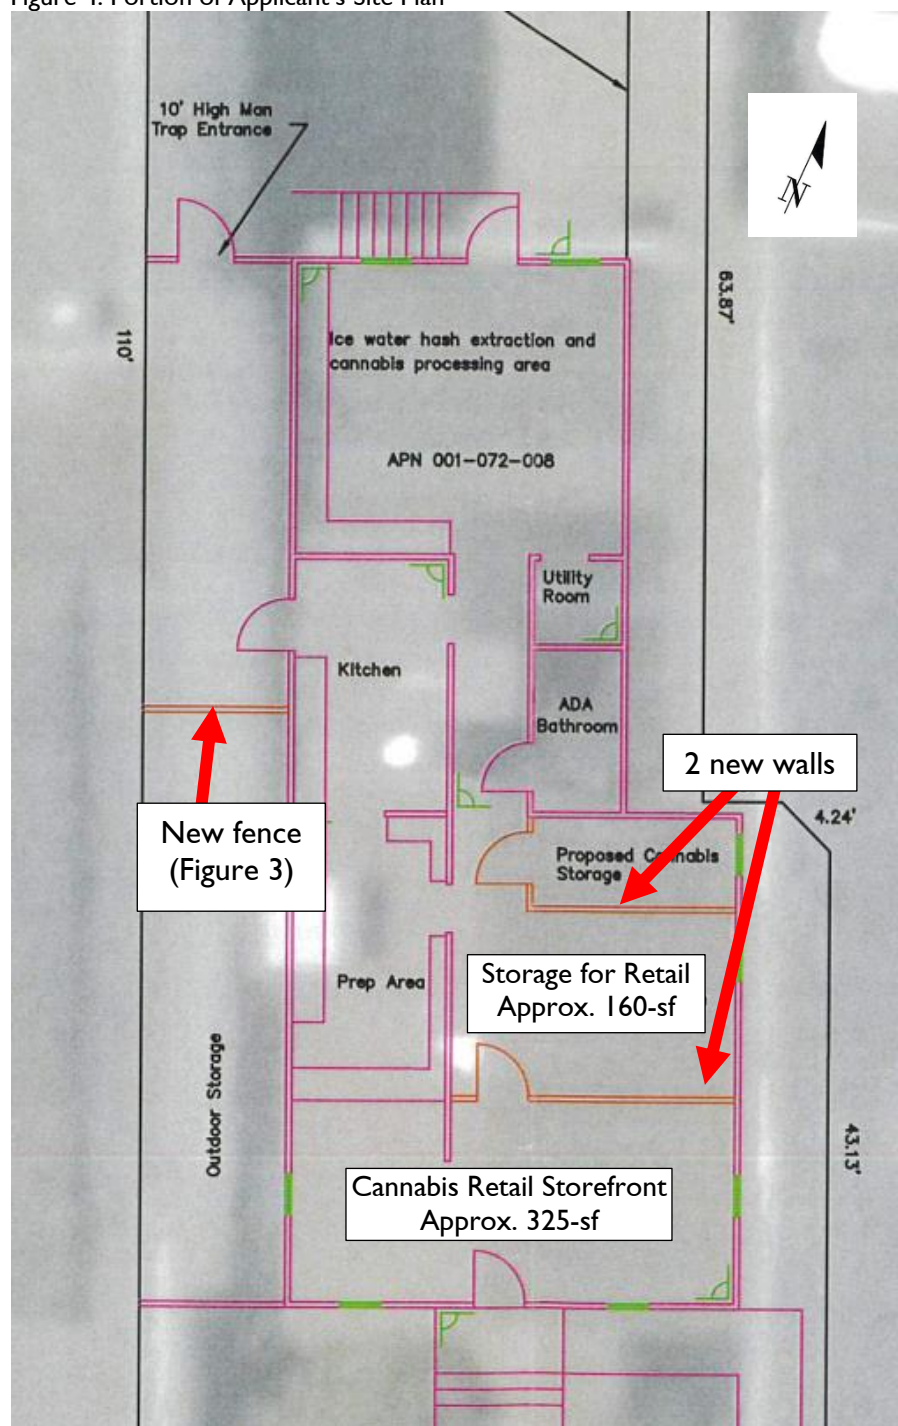 Figure 4. Portion of Applicant's Site Plan
10' High Man
Trap Entrance
N
63.87'
110'
Ice water hash extraction and
cannabis processing area
APN 001-072-008
Utility
Room
Kitchen
ADA
Bathroom
2 new walls
4.24'
New fence
(Figure 3)
Proposed Cannabis
Storage
Storage for Retail
Approx. 160-sf
Prep Area
Outdoor Storage
43.13'
Cannabis Retail Storefront
Approx. 325-sf